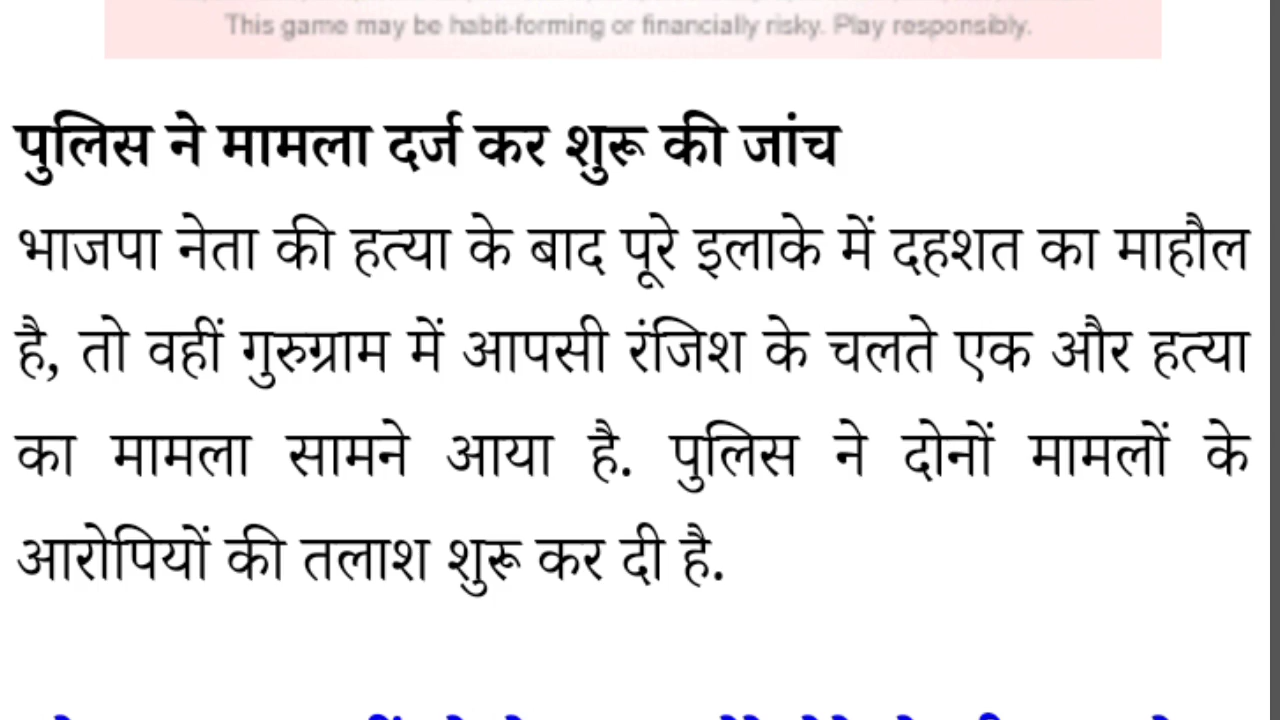 This game may be habit-forming or financially risky. Play responsibly.
पुलिस ने मामला दर्ज कर शुरू की जांच
भाजपा नेता की हत्या के बाद पूरे इलाके में दहशत का माहौल
है, तो वहीं गुरुग्राम में आपसी रंजिश के चलते एक और हत्या
का मामला सामने आया है. पुलिस ने दोनों मामलों के
आरोपियों की तलाश शुरू कर दी है.